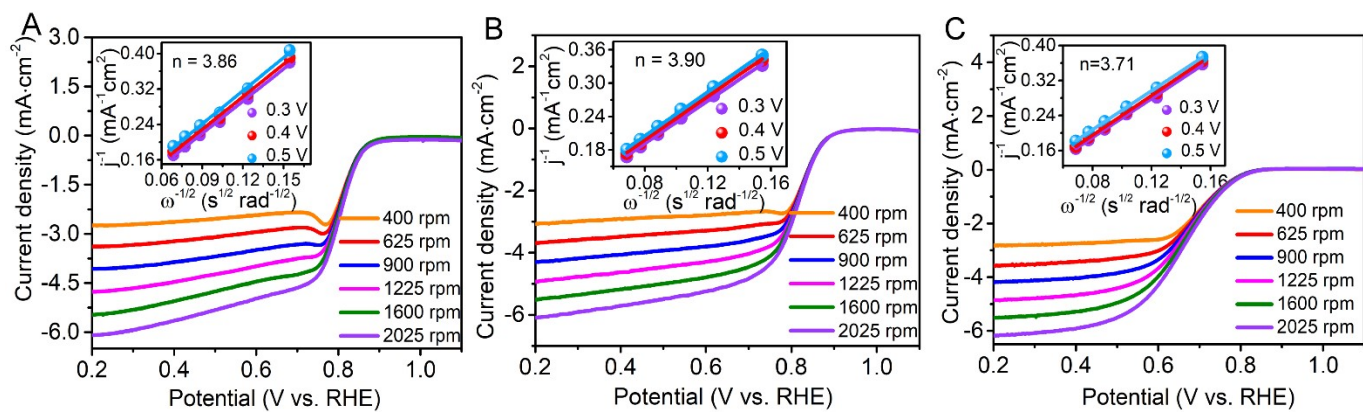 A
Current density (mA·cm⁻²)
3.0
1.5
0.0
-1.5
-3.0
-4.5
-6.0
0.2
0.4
0.6
0.8
1.0
Potential (V vs. RHE)
j⁻¹ (mA⁻¹cm²)
0.40
0.32
0.24
0.16
0.06
0.09
0.12
0.15
ω⁻¹/² (s¹/² rad⁻¹/²)
n = 3.86
0.3 V
0.4 V
0.5 V
400 rpm
625 rpm
900 rpm
1225 rpm
1600 rpm
2025 rpm
B
Current density (mA·cm⁻²)
2
0
-2
-4
-6
0.2
0.4
0.6
0.8
1.0
Potential (V vs. RHE)
j⁻¹ (mA⁻¹cm²)
0.36
0.30
0.24
0.18
0.08
0.12
0.16
ω⁻¹/² (s¹/² rad⁻¹/²)
n = 3.90
0.3 V
0.4 V
0.5 V
400 rpm
625 rpm
900 rpm
1225 rpm
1600 rpm
2025 rpm
C
Current density (mA·cm⁻²)
4
2
0
-2
-4
-6
0.2
0.4
0.6
0.8
1.0
Potential (V vs. RHE)
j⁻¹ (mA⁻¹cm²)
0.40
0.32
0.24
0.16
0.08
0.12
0.16
ω⁻¹/² (s¹/² rad⁻¹/²)
n=3.71
0.3 V
0.4 V
0.5 V
400 rpm
625 rpm
900 rpm
1225 rpm
1600 rpm
2025 rpm